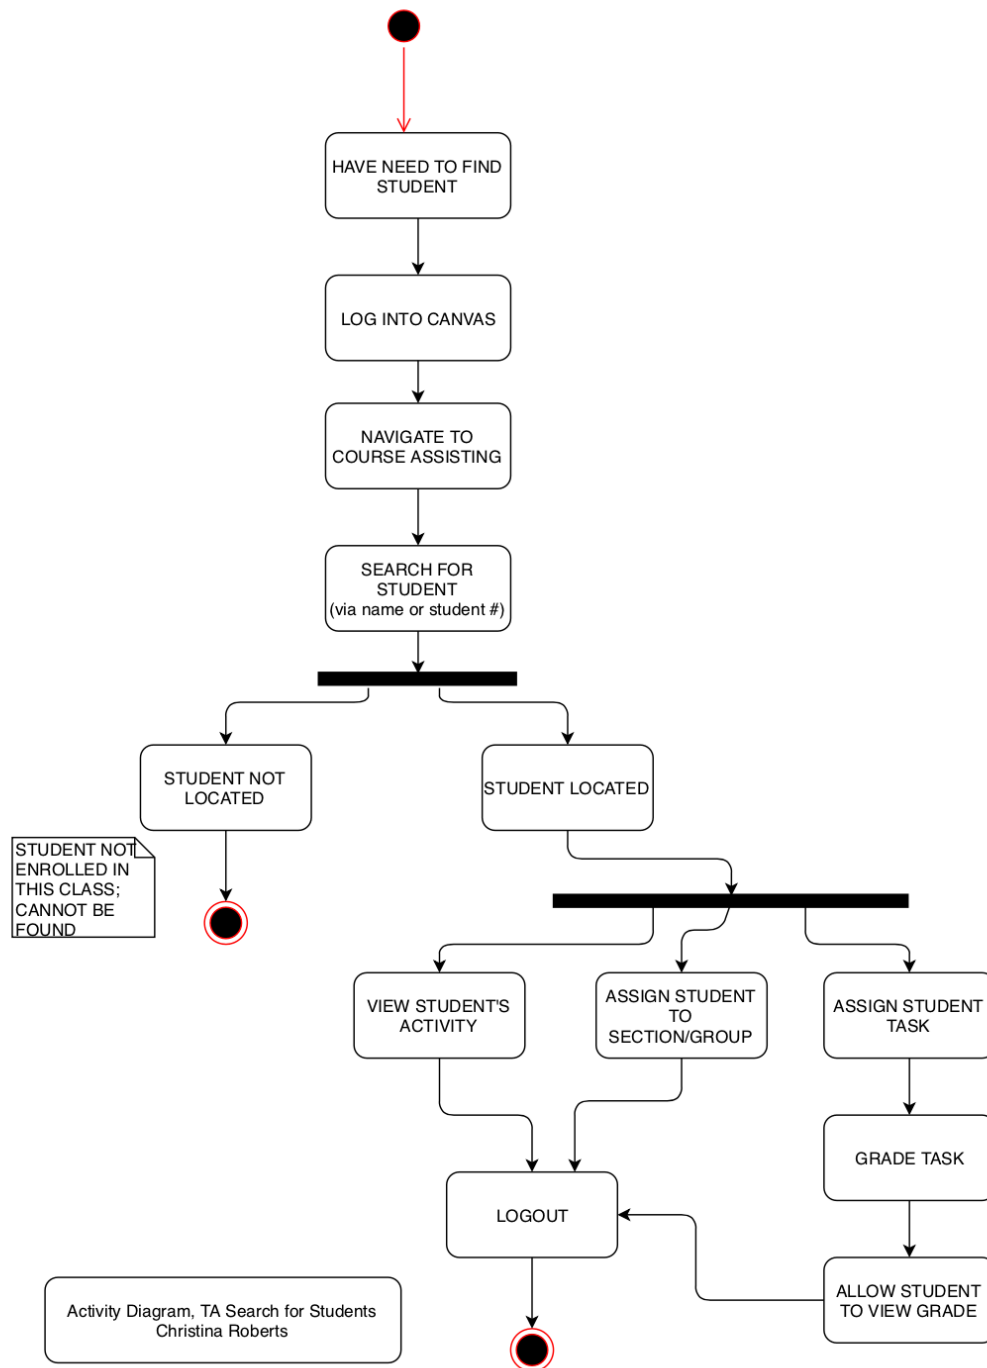 HAVE NEED TO FIND
STUDENT
LOG INTO CANVAS
NAVIGATE TO
COURSE ASSISTING
SEARCH FOR
STUDENT
(via name or student #)
STUDENT NOT
LOCATED
STUDENT LOCATED
STUDENT NOT
ENROLLED IN
THIS CLASS;
CANNOT BE
FOUND
VIEW STUDENT'S
ACTIVITY
ASSIGN STUDENT
TO
SECTION/GROUP
ASSIGN STUDENT
TASK
GRADE TASK
LOGOUT
ALLOW STUDENT
TO VIEW GRADE
Activity Diagram, TA Search for Students
Christina Roberts